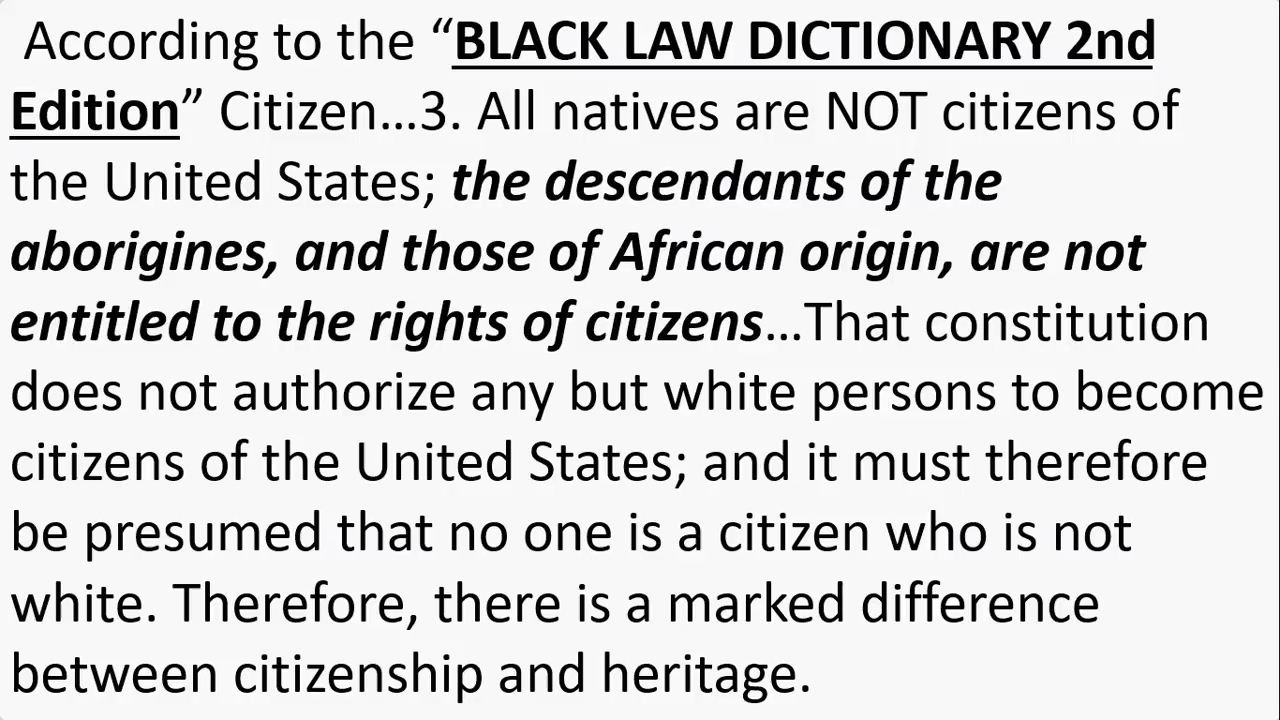 According to the “BLACK LAW DICTIONARY 2nd
Edition” Citizen…3. All natives are NOT citizens of
the United States; the descendants of the
aborigines, and those of African origin, are not
entitled to the rights of citizens…That constitution
does not authorize any but white persons to become
citizens of the United States; and it must therefore
be presumed that no one is a citizen who is not
white. Therefore, there is a marked difference
between citizenship and heritage.